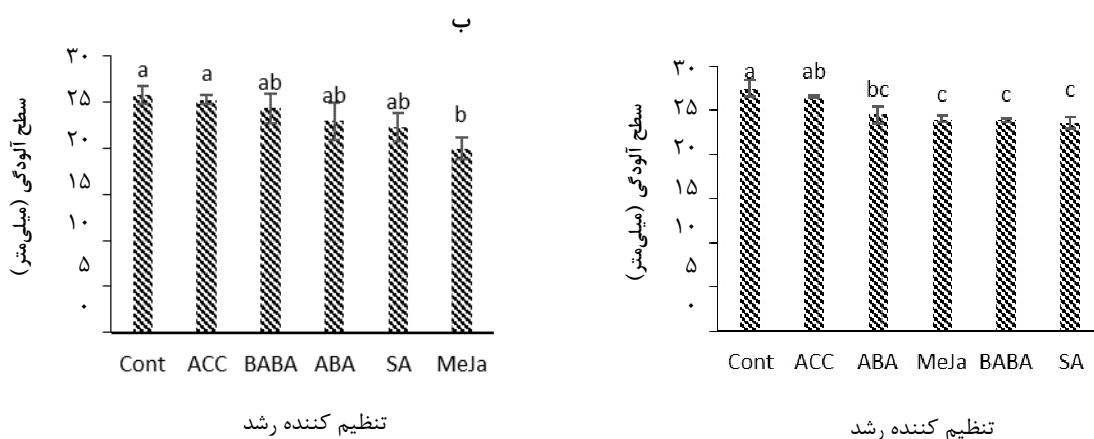 ب
سطح آلودگی (میلی‌متر)
۳۰
۲۵
۲۰
۱۵
۱۰
۵
۰
a a ab ab ab b
Cont ACC BABA ABA SA MeJa
تنظیم کننده رشد
سطح آلودگی (میلی‌متر)
۳۰
۲۵
۲۰
۱۵
۱۰
۵
۰
a ab bc c c c
Cont ACC ABA MeJa BABA SA
تنظیم کننده رشد